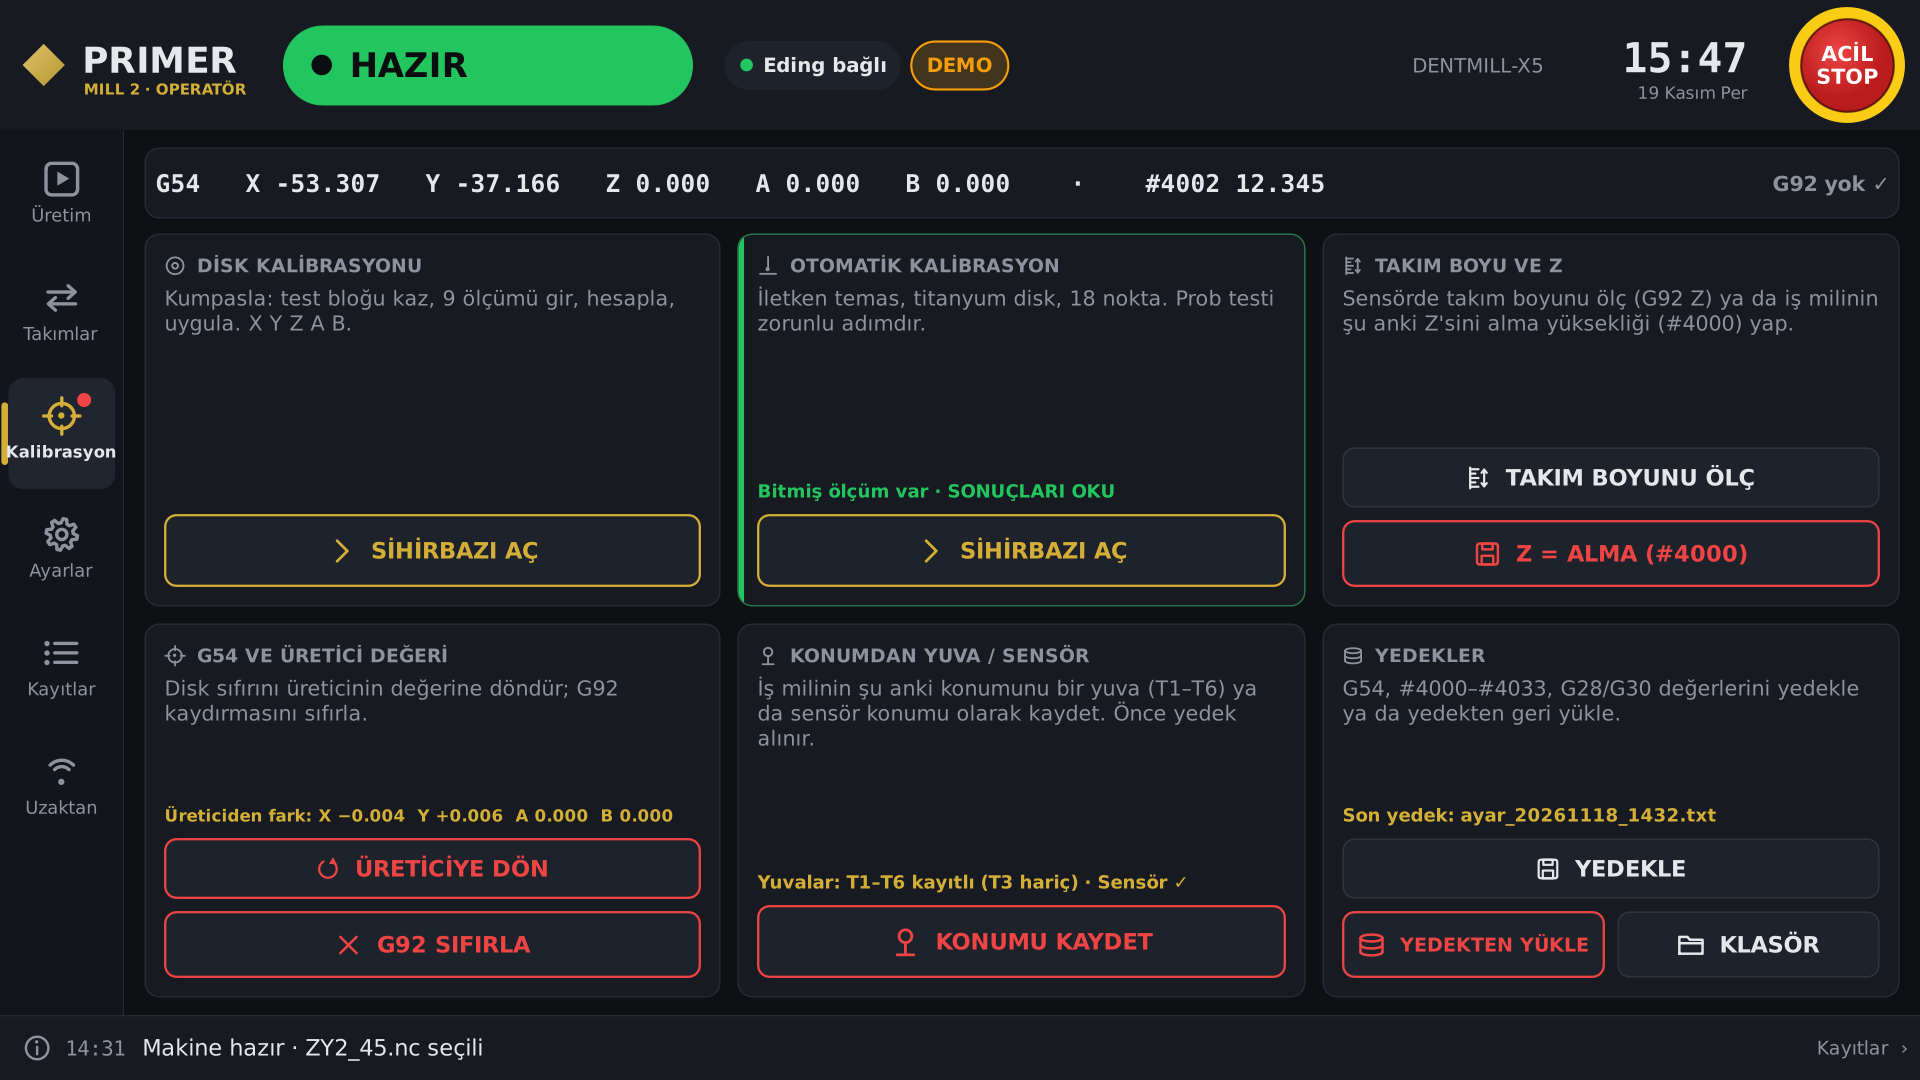 PRIMER
MILL 2 · OPERATÖR
HAZIR
Eding bağlı
DEMO
DENTMILL-X5
15:47
19 Kasım Per
ACİL
STOP
Üretim
Takımlar
Kalibrasyon
Ayarlar
Kayıtlar
Uzaktan
G54 X -53.307 Y -37.166 Z 0.000 A 0.000 B 0.000 · #4002 12.345
G92 yok ✓
DİSK KALİBRASYONU
Kumpasla: test bloğu kaz, 9 ölçümü gir, hesapla,
uygula. X Y Z A B.
SİHİRBAZI AÇ
OTOMATİK KALİBRASYON
İletken temas, titanyum disk, 18 nokta. Prob testi
zorunlu adımdır.
Bitmiş ölçüm var · SONUÇLARI OKU
SİHİRBAZI AÇ
TAKIM BOYU VE Z
Sensörde takım boyunu ölç (G92 Z) ya da iş milinin
şu anki Z'sini alma yüksekliği (#4000) yap.
TAKIM BOYUNU ÖLÇ
Z = ALMA (#4000)
G54 VE ÜRETİCİ DEĞERİ
Disk sıfırını üreticinin değerine döndür; G92
kaydırmasını sıfırla.
Üreticiden fark: X −0.004 Y +0.006 A 0.000 B 0.000
ÜRETİCİYE DÖN
G92 SIFIRLA
KONUMDAN YUVA / SENSÖR
İş milinin şu anki konumunu bir yuva (T1–T6) ya
da sensör konumu olarak kaydet. Önce yedek
alınır.
Yuvalar: T1–T6 kayıtlı (T3 hariç) · Sensör ✓
KONUMU KAYDET
YEDEKLER
G54, #4000–#4033, G28/G30 değerlerini yedekle
ya da yedekten geri yükle.
Son yedek: ayar_20261118_1432.txt
YEDEKLE
YEDEKTEN YÜKLE
KLASÖR
14:31 Makine hazır · ZY2_45.nc seçili
Kayıtlar ›